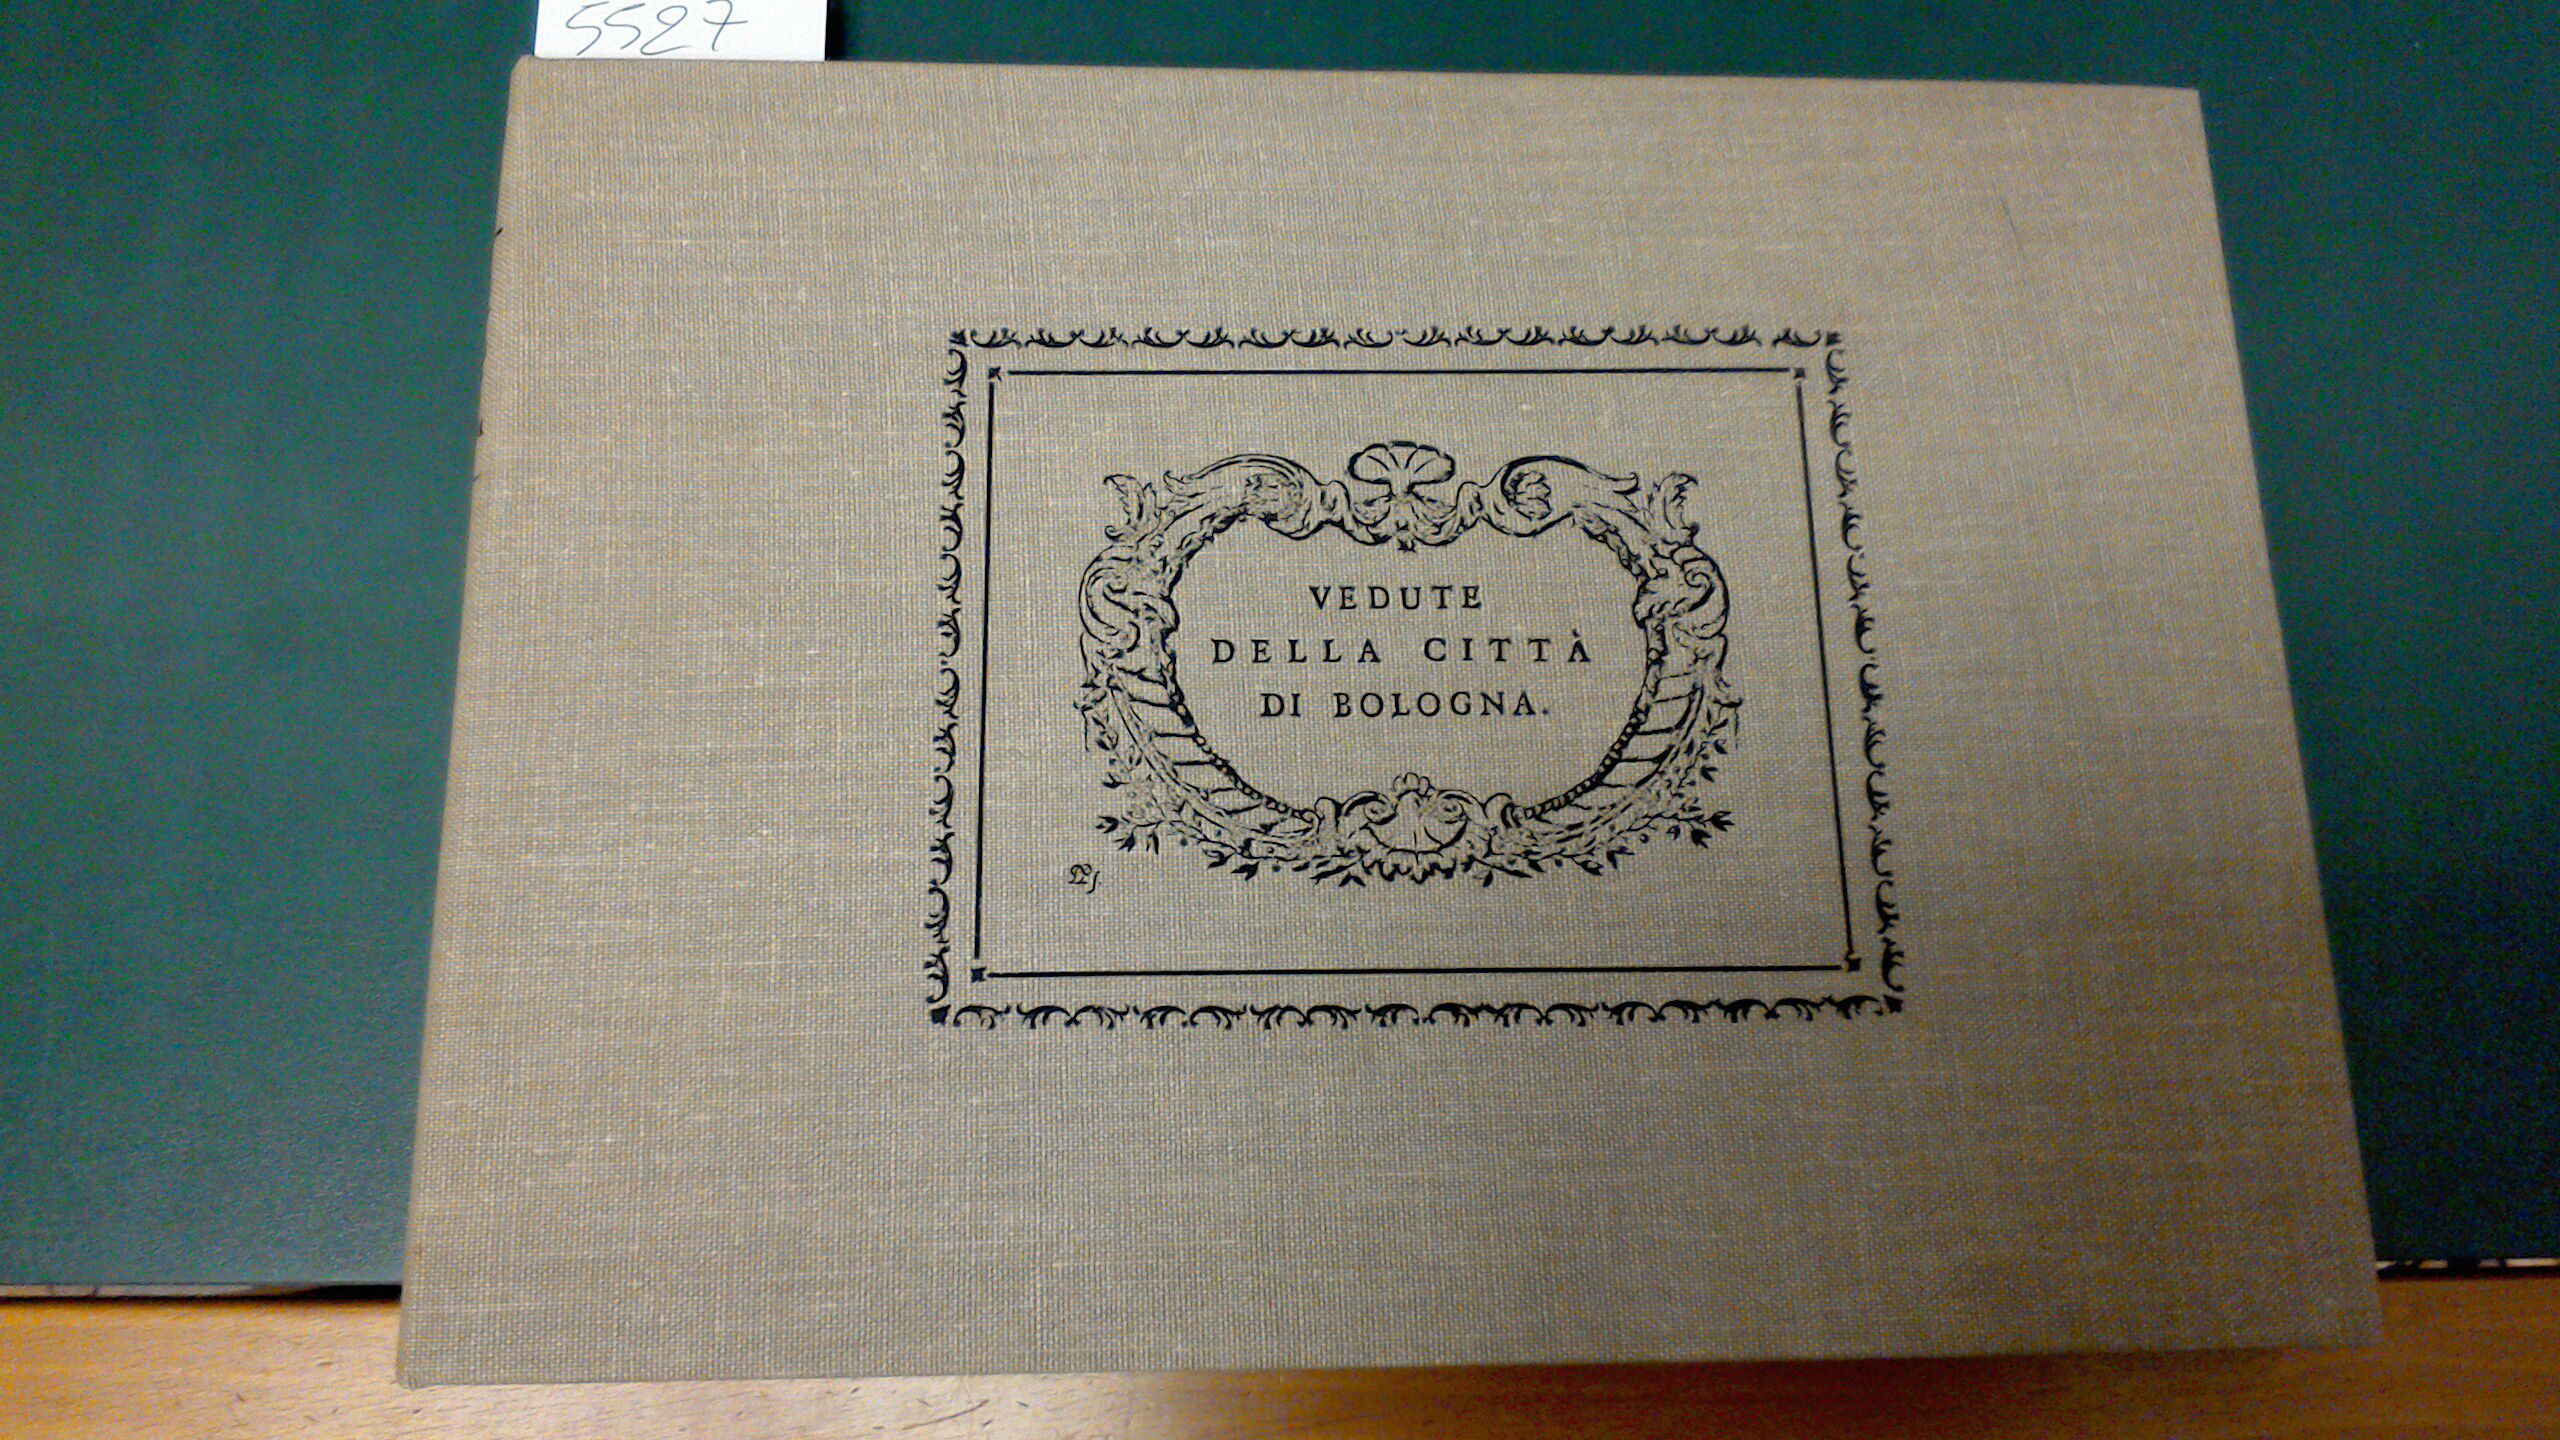 5527
VEDUTE
DELLA CITTÀ
DI BOLOGNA.